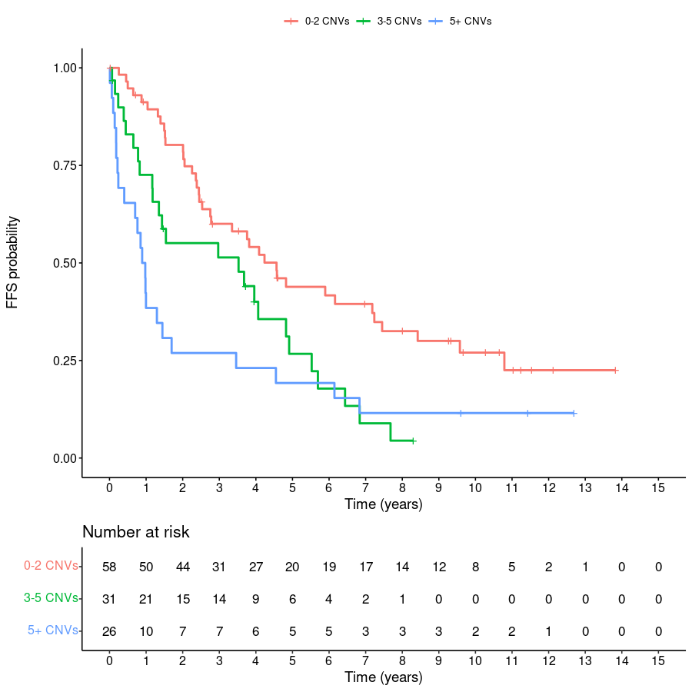 0-2 CNVs 3-5 CNVs 5+ CNVs
1.00
0.75
0.50
0.25
0.00
FFS probability
0 1 2 3 4 5 6 7 8 9 10 11 12 13 14 15
Time (years)
Number at risk
0-2 CNVs 58 50 44 31 27 20 19 17 14 12 8 5 2 1 0 0
3-5 CNVs 31 21 15 14 9 6 4 2 1 0 0 0 0 0 0 0
5+ CNVs 26 10 7 7 6 5 5 3 3 3 2 2 1 0 0 0
0 1 2 3 4 5 6 7 8 9 10 11 12 13 14 15
Time (years)